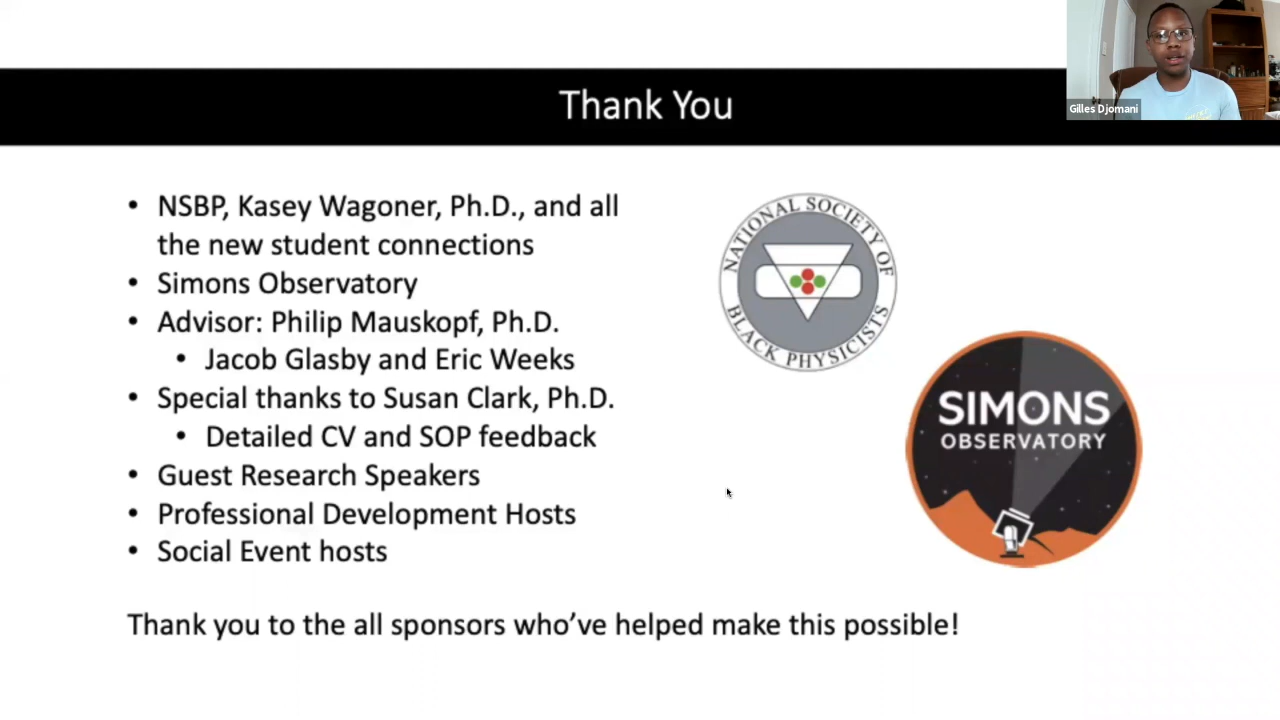 Thank You
Gilles Djomani
• NSBP, Kasey Wagoner, Ph.D., and all
the new student connections
• Simons Observatory
• Advisor: Philip Mauskopf, Ph.D.
• Jacob Glasby and Eric Weeks
• Special thanks to Susan Clark, Ph.D.
• Detailed CV and SOP feedback
• Guest Research Speakers
• Professional Development Hosts
• Social Event hosts
Thank you to the all sponsors who’ve helped make this possible!
NATIONAL SOCIETY OF
BLACK PHYSICISTS
SIMONS
OBSERVATORY